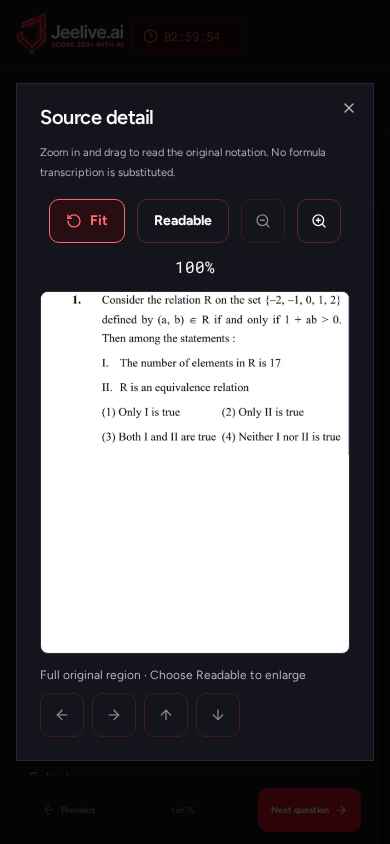 Jeelive.ai
SCORE 250+ WITH AI
02:59:54
Source detail
Zoom in and drag to read the original notation. No formula
transcription is substituted.
Fit
Readable
100%
1. Consider the relation R on the set {–2, –1, 0, 1, 2}
defined by (a, b) ∈ R if and only if 1 + ab > 0.
Then among the statements :
I. The number of elements in R is 17
II. R is an equivalence relation
(1) Only I is true (2) Only II is true
(3) Both I and II are true (4) Neither I nor II is true
Full original region · Choose Readable to enlarge
Previous
Next question